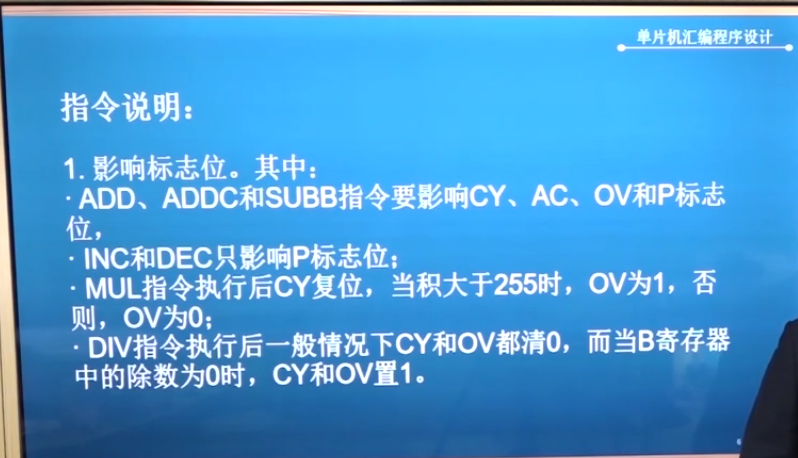 单片机汇编程序设计
指令说明：
1. 影响标志位。其中：
· ADD、ADDC和SUBB指令要影响CY、AC、OV和P标志
位，
· INC和DEC只影响P标志位；
· MUL指令执行后CY复位，当积大于255时，OV为1，否
则，OV为0；
· DIV指令执行后一般情况下CY和OV都清0，而当B寄存器
中的除数为0时，CY和OV置1。